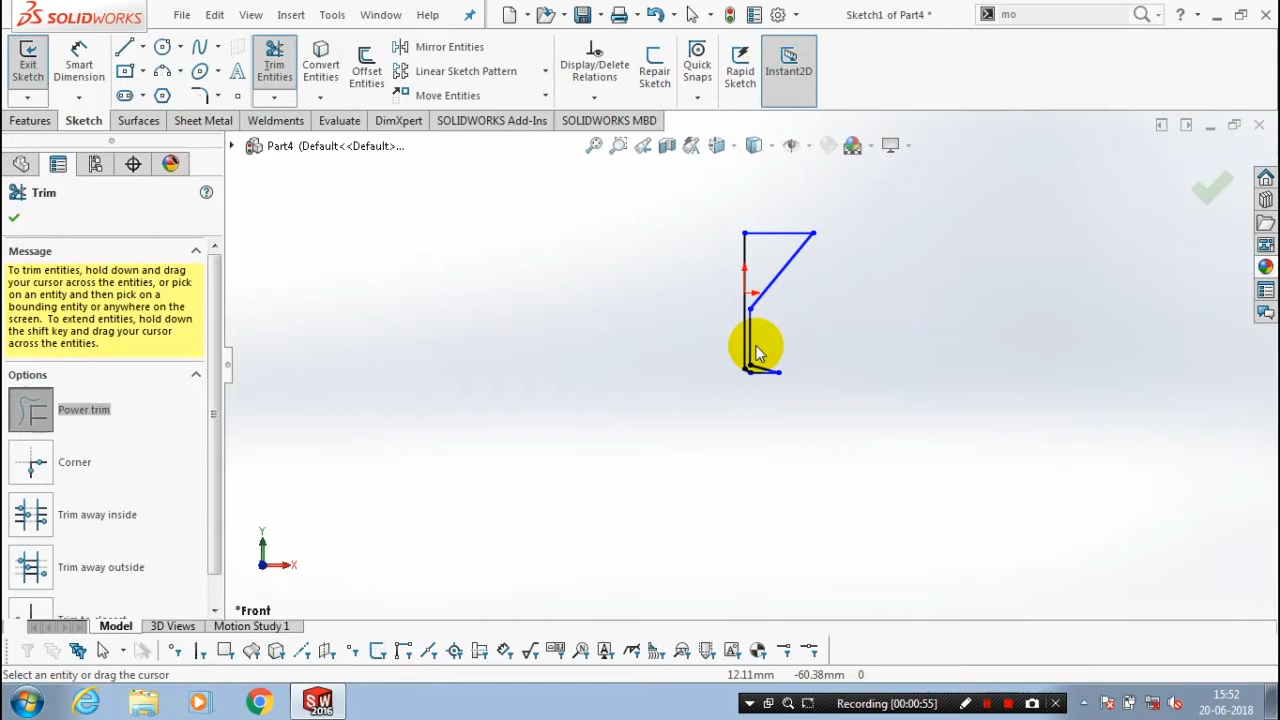 SOLIDWORKS File Edit View Insert Tools Window Help Sketch1 of Part4 * mo
Exit Sketch
Smart Dimension
Trim Entities
Convert Entities
Offset Entities
Mirror Entities
Linear Sketch Pattern
Move Entities
Display/Delete Relations
Repair Sketch
Quick Snaps
Rapid Sketch
Instant2D
Features Sketch Surfaces Sheet Metal Weldments Evaluate DimXpert SOLIDWORKS Add-Ins SOLIDWORKS MBD
Part4 (Default<<Default>...
Trim
Message
To trim entities, hold down and drag
your cursor across the entities, or pick
on an entity and then pick on a
bounding entity or anywhere on the
screen. To extend entities, hold down
the shift key and drag your cursor
across the entities.
Options
Power trim
Corner
Trim away inside
Trim away outside
Trim to closest
Y
X
*Front
Model 3D Views Motion Study 1
Select an entity or drag the cursor 12.11mm -60.38mm 0
SW 2016
Recording [00:00:55]
15:52
20-06-2018